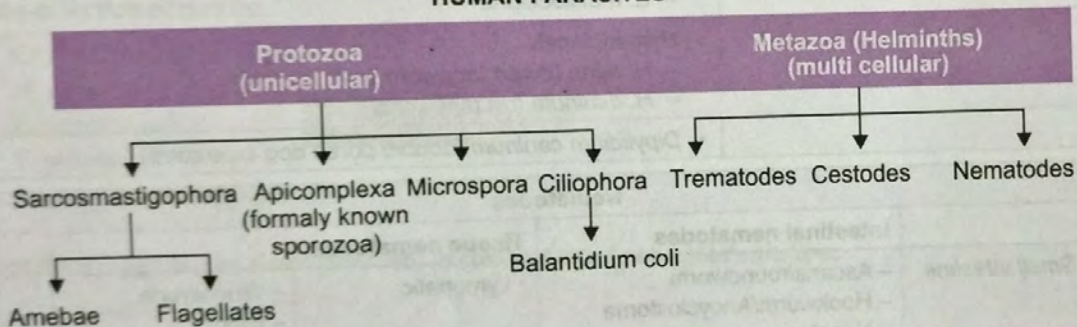 Protozoa
(unicellular)
Metazoa (Helminths)
(multi cellular)
Sarcosmastigophora
Apicomplexa
(formaly known
sporozoa)
Microspora
Ciliophora
Trematodes
Cestodes
Nematodes
Balantidium coli
Amebae
Flagellates